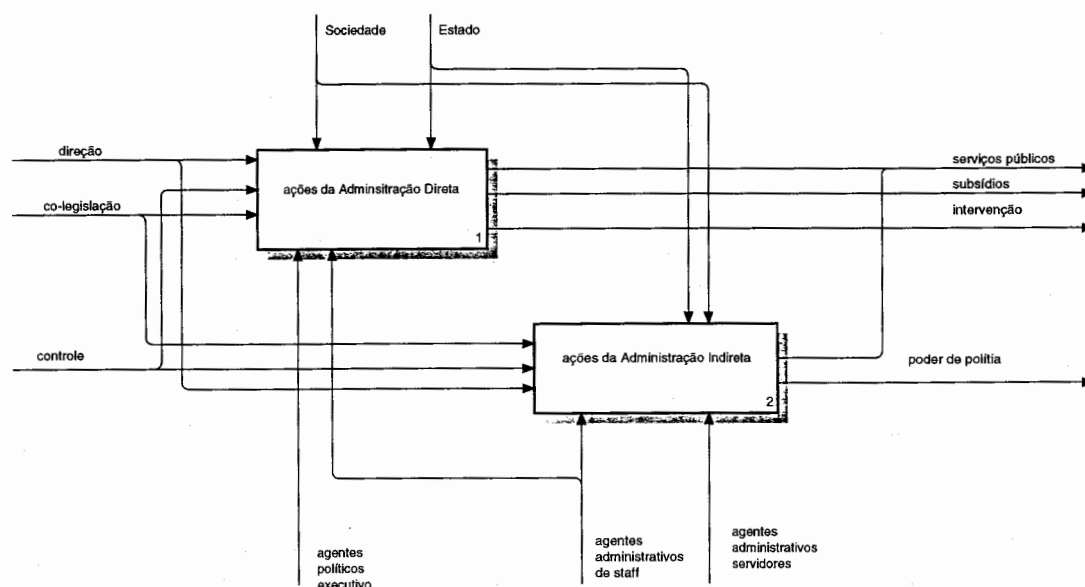 Sociedade
Estado
direção
ações da Adminsitração Direta
serviços públicos
subsídios
co-legislação
intervenção
1
controle
ações da Administração Indireta
poder de polítia
2
agentes
políticos
executivo
agentes
administrativos
de staff
agentes
administrativos
servidores